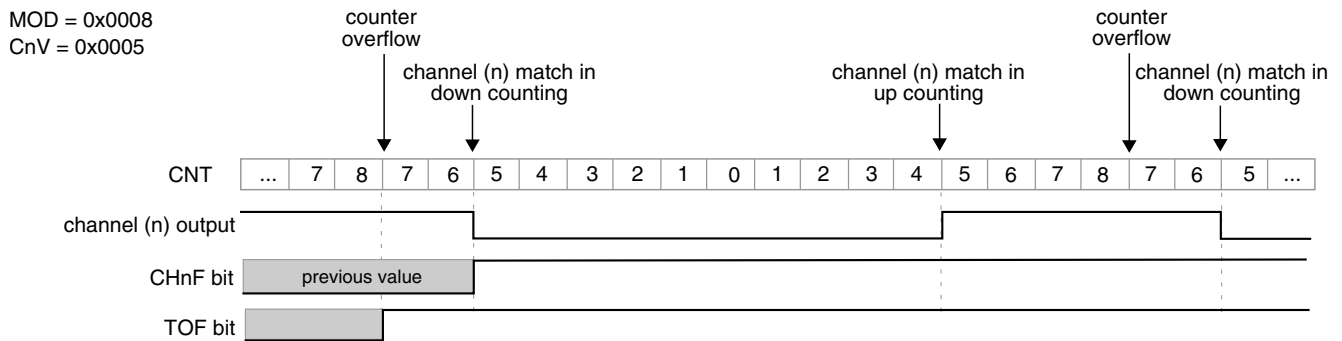 MOD = 0x0008
CnV = 0x0005
counter
overflow
channel (n) match in
down counting
channel (n) match in
up counting
counter
overflow
channel (n) match in
down counting
CNT ... 7 8 7 6 5 4 3 2 1 0 1 2 3 4 5 6 7 8 7 6 5 ...
channel (n) output
CHnF bit previous value
TOF bit